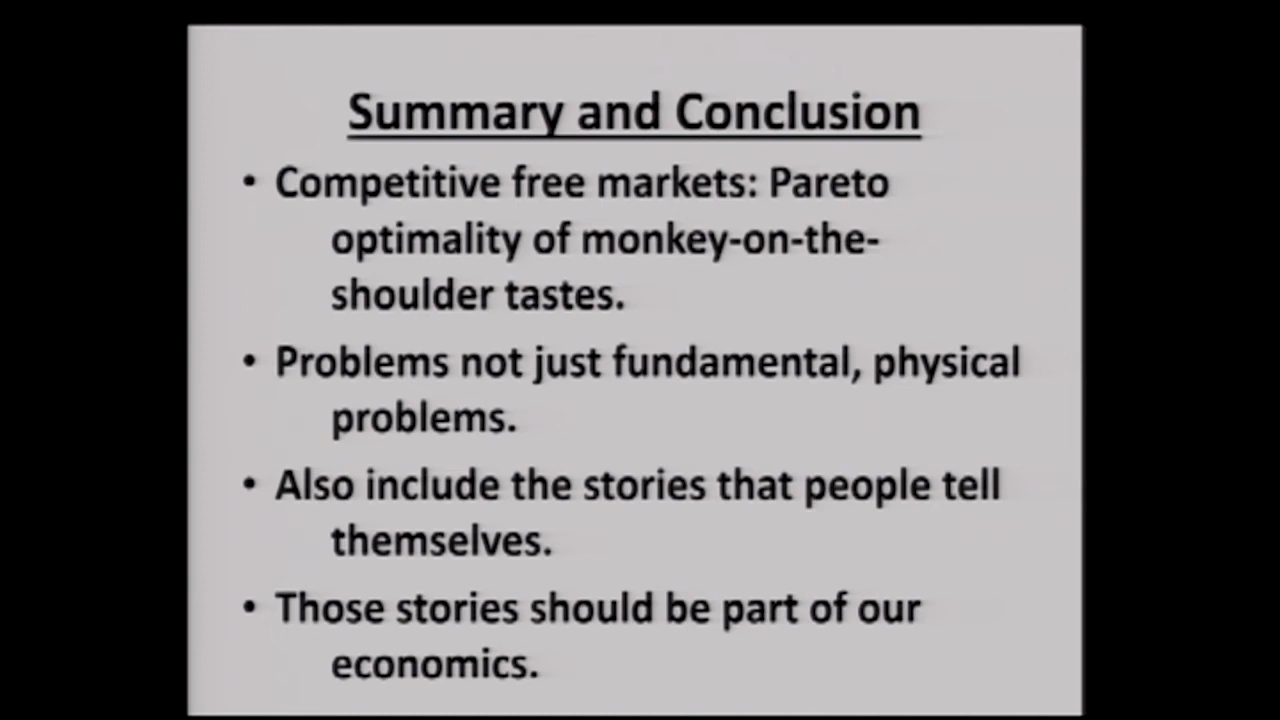 Summary and Conclusion
• Competitive free markets: Pareto
optimality of monkey-on-the-
shoulder tastes.
• Problems not just fundamental, physical
problems.
• Also include the stories that people tell
themselves.
• Those stories should be part of our
economics.